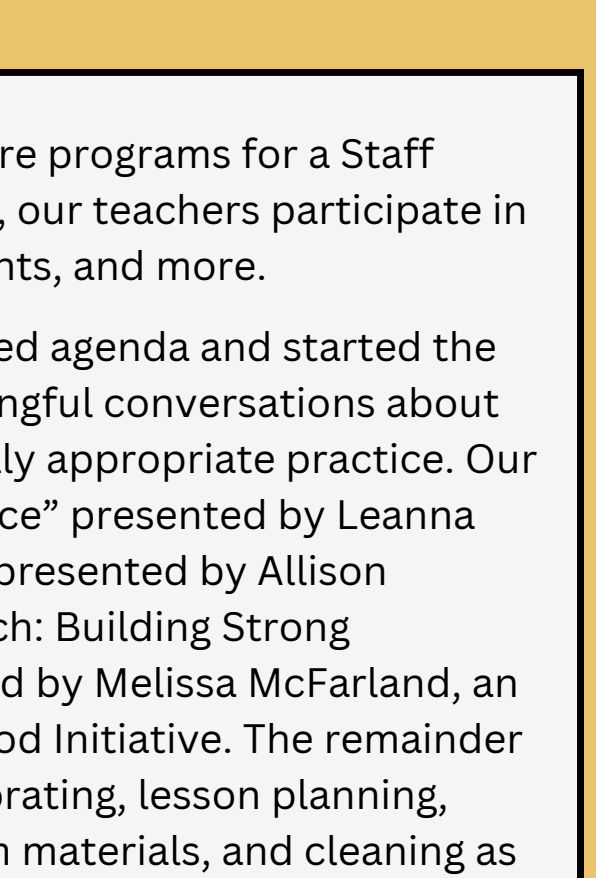 re programs for a Staff
, our teachers participate in
nts, and more.
ed agenda and started the
ngful conversations about
lly appropriate practice. Our
ce” presented by Leanna
presented by Allison
ch: Building Strong
d by Melissa McFarland, an
od Initiative. The remainder
orating, lesson planning,
materials, and cleaning as